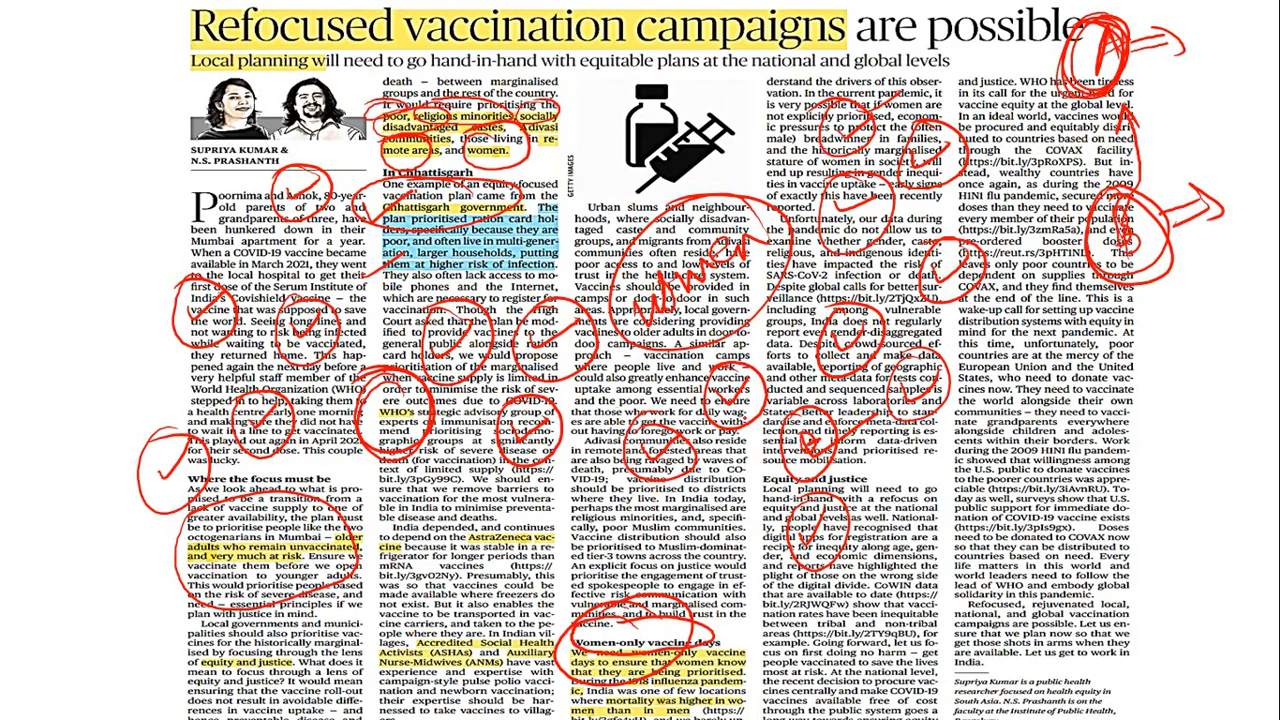 Refocused vaccination campaigns are possible
Local planning will need to go hand-in-hand with equitable plans at the national and global levels
SUPRIYA KUMAR &
N.S. PRASHANTH
Poornima and Ashok, 80-year-
old parents of two and
grandparents of three, have
been hunkered down in their
Mumbai apartment for a year.
When a COVID-19 vaccine became
available in March 2021, they went
to the local hospital to get their
first dose of the Serum Institute of
India's Covishield vaccine — the
vaccine that was supposed to save
the world. Seeing long lines and
not wanting to risk being infected
while waiting to be vaccinated,
they returned home. This hap-
pened again the next day before a
very helpful staff member of the
World Health Organization (WHO)
stepped in to help taking them to
a health centre early one morning
and making sure they did not have
to wait in a line to get vaccinated.
This played out again in April 2021
for their second dose. This couple
was lucky.
Where the focus must be
As we look ahead to what is pro-
mised to be a transition from a
lack of vaccine supply to one of
greater availability, the plan must
be to prioritise people like the two
octogenarians in Mumbai — older
adults who remain unvaccinated,
and very much at risk. Ensure we
vaccinate them before we open
vaccination to younger adults.
This would prioritise people based
on the risk of severe disease, and
need — essential principles if we
plan with justice in mind.
Local governments and munici-
palities should also prioritise vac-
cines for the historically marginal-
ised by focusing through the lens
of equity and justice. What does it
mean to focus through a lens of
equity and justice? It would mean
ensuring that the vaccine roll-out
does not result in avoidable differ-
ences in vaccine uptake — and
death — between marginalised
groups and the rest of the country.
It would require prioritising the
poor, religious minorities, socially
disadvantaged castes, Adivasi
communities, those living in re-
mote areas, and women.
In Chhattisgarh
One example of an equity-focused
vaccination plan came from the
Chhattisgarh government. The
plan prioritised ration card hol-
ders, specifically because they are
poor, and often live in multi-gener-
ation, larger households, putting
them at higher risk of infection.
They also often lack access to mo-
bile phones and the Internet,
which are necessary to register for
vaccination. Though the High
Court asked that the plan be mod-
ified to provide vaccines to the
general public alongside ration
card holders, we would propose
prioritisation of the marginalised
when vaccine supply is limited in
order to minimise the risk of sev-
ere outcomes due to COVID-19.
WHO's strategic advisory group of
experts on immunisation recom-
mend prioritising demo-
graphic groups at significantly
higher risk of severe disease or
death (for vaccination) in the con-
text of limited supply (https://
bit.ly/3pGy99C). We should en-
sure that we remove barriers to
vaccination for the most vulnera-
ble in India to minimise preventa-
ble disease and deaths.
India depended, and continues
to depend on the AstraZeneca vac-
cine because it was stable in a re-
frigerator for longer periods than
mRNA vaccines (https://
bit.ly/3gvO2Ny). Presumably, this
was so that vaccines could be
made available where freezers do
not exist. But it also enables the
vaccine to be transported in vac-
cine carriers, and taken to the peo-
ple where they are. In Indian vil-
lages, Accredited Social Health
Activists (ASHAs) and Auxiliary
Nurse-Midwives (ANMs) have vast
experience and expertise with
campaign-style pulse polio vacci-
nation and newborn vaccination;
their expertise should be har-
nessed to take vaccines to villag-
GETTY IMAGES
Urban slums and neighbour-
hoods, where socially disadvan-
taged caste and community
groups, and migrants from Adivasi
communities often reside,
poor access to and low levels of
trust in the health system.
Vaccines should be provided in
camps or door-to-door in such
areas. Apparently, local govern-
ments are considering providing
vaccines to older adults in door-to-
door campaigns. A similar ap-
proach — vaccination camps
where people live and work —
could also greatly enhance vaccine
uptake among essential workers
and the poor. We need to ensure
that those who work for daily wag-
es are able to get the vaccine with-
out having to forego work or pay.
Adivasi communities also reside
in remote and forested areas that
are also being ravaged by waves of
death, presumably due to CO-
VID-19; vaccine distribution
should be prioritised to districts
where they live. In India today,
perhaps the most marginalised are
religious minorities, and, specifi-
cally, poor Muslim communities.
Vaccine distribution should also
be prioritised to Muslim-dominat-
ed tier-3 towns across the country.
An explicit focus on justice would
prioritise the engagement of trust-
ed spokespeople to engage in ef-
fective risk communication with
vulnerable and marginalised com-
munities, and to build trust in the
vaccine.
Women-only vaccine days
We need women-only vaccine
days to ensure that women know
that they are being prioritised.
During the 1918 influenza pandem-
ic, India was one of few locations
where mortality was higher in wo-
men than in men (https://
women
derstand the drivers of this obser-
vation. In the current pandemic, it
is very possible that if women are
not explicitly prioritised, economic
pressures to protect the (often
male) breadwinner in families,
and the historically marginalised
stature of women in society, will
end up resulting in gender inequi-
ties in vaccine uptake — early signs
of exactly this have been recently
reported.
Unfortunately, our data during
the pandemic do not allow us to
examine whether gender, caste,
religious, and indigenous identi-
ties have impacted the risk of
SARS-CoV-2 infection or death.
Despite global calls for better sur-
veillance (https://bit.ly/2TjQxZU),
including among vulnerable
groups, India does not regularly
report even gender-disaggregated
data. Despite crowd-sourced ef-
forts to collect and make data
available, reporting of geographic
and other meta-data of tests con-
ducted and sequenced samples is
variable across laboratories and
States. Better leadership to stan-
dardise and enforce meta-data col-
lection and timely reporting is es-
sential to inform data-driven
interventions and prioritised re-
source mobilisation.
Equity and justice
Local planning will need to go
hand-in-hand with a refocus on
equity and justice at the national
and global levels as well. National-
ly, people have recognised that
digital apps for registration are a
recipe for inequity along age, gen-
der, and economic dimensions,
and reports have highlighted the
plight of those on the wrong side
of the digital divide. CoWIN data
that are available to date (https://
bit.ly/2RJWQFw) show that vacci-
nation rates have been inequitable
between tribal and non-tribal
areas (https://bit.ly/2TY9qBU), for
example. Going forward, let us fo-
cus on first doing no harm — get
people vaccinated to save the lives
most at risk. At the national level,
the recent decision to procure vac-
cines centrally and make COVID-19
vaccines available free of cost
through the public system goes a
and justice. WHO has been tireless
in its call for the urgent need for
vaccine equity at the global level.
In an ideal world, vaccines would
be procured and equitably distri-
buted to countries based on need
through the COVAX facility
(https://bit.ly/3pRoXPS). But in-
stead, wealthy countries have
once again, as during the 2009
H1N1 flu pandemic, secured more
doses than they need to vaccinate
every member of their population
(https://bit.ly/3zmRa5a), and even
pre-ordered booster doses
(https://reut.rs/3pHT1NI). This
leaves only poor countries to be
dependent on supplies through
COVAX, and they find themselves
at the end of the line. This is a
wake-up call for setting up vaccine
distribution systems with equity in
mind for the next pandemic. At
this time, unfortunately, poor
countries are at the mercy of the
European Union and the United
States, who need to donate vacci-
nes now. They need to vaccinate
the world alongside their own
communities — they need to vacci-
nate grandparents everywhere
alongside children and adoles-
cents within their borders. Work
during the 2009 H1N1 flu pandem-
ic showed that willingness among
the U.S. public to donate vaccines
to the poorer countries was appre-
ciable (https://bit.ly/3iAvnRU). To-
day as well, surveys show that U.S.
public support for immediate do-
nation of COVID-19 vaccine exists
(https://bit.ly/3pIs9gx). Doses
need to be donated to COVAX now
so that they can be distributed to
countries based on need. Every
life matters in this world and
world leaders need to follow the
lead of WHO and embody global
solidarity in this pandemic.
Refocused, rejuvenated local,
national, and global vaccination
campaigns are possible. Let us en-
sure that we plan now so that we
get those shots in arms when they
are available. Let us get to work in
India.
Supriya Kumar is a public health
researcher focused on health equity in
South Asia. N.S. Prashanth is on the
faculty at the Institute of Public Health,
A
B